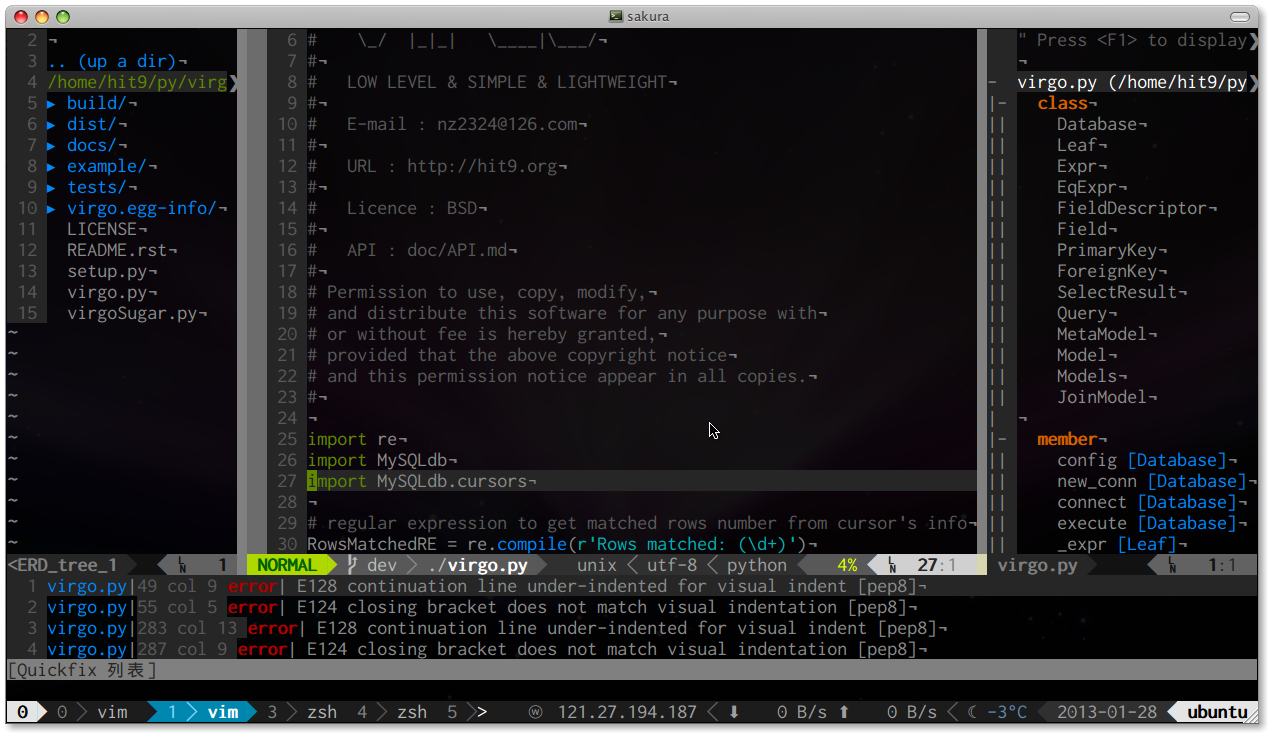 sakura
2 ¬
3 .. (up a dir)¬
4 /home/hit9/py/virg❯
5 ▸ build/¬
6 ▸ dist/¬
7 ▸ docs/¬
8 ▸ example/¬
9 ▸ tests/¬
10 ▸ virgo.egg-info/¬
11 LICENSE¬
12 README.rst¬
13 setup.py¬
14 virgo.py¬
15 virgoSugar.py¬
~
~
~
~
~
~
~
~
~
~
~
<ERD_tree_1 LN 1
6 #    \_/  |_|_|   \____|\___/¬
7 #¬
8 #   LOW LEVEL & SIMPLE & LIGHTWEIGHT¬
9 #¬
10 #   E-mail : nz2324@126.com¬
11 #¬
12 #   URL : http://hit9.org¬
13 #¬
14 #   Licence : BSD¬
15 #¬
16 #   API : doc/API.md¬
17 #¬
18 # Permission to use, copy, modify,¬
19 # and distribute this software for any purpose with¬
20 # or without fee is hereby granted,¬
21 # provided that the above copyright notice¬
22 # and this permission notice appear in all copies.¬
23 #¬
24 ¬
25 import re¬
26 import MySQLdb¬
27 import MySQLdb.cursors¬
28 ¬
29 # regular expression to get matched rows number from cursor's info¬
30 RowsMatchedRE = re.compile(r'Rows matched: (\d+)')¬
NORMAL dev ./virgo.py unix utf-8 python 4% LN 27:1
" Press <F1> to display❯
¬
- virgo.py (/home/hit9/py❯
|- class¬
|| Database¬
|| Leaf¬
|| Expr¬
|| EqExpr¬
|| FieldDescriptor¬
|| Field¬
|| PrimaryKey¬
|| ForeignKey¬
|| SelectResult¬
|| Query¬
|| MetaModel¬
|| Model¬
|| Models¬
|| JoinModel¬
| ¬
|- member¬
|| config [Database]¬
|| new_conn [Database]¬
|| connect [Database]¬
|| execute [Database]¬
|| _expr [Leaf]¬
virgo.py LN 1:1
1 virgo.py|49 col 9 error| E128 continuation line under-indented for visual indent [pep8]¬
2 virgo.py|55 col 5 error| E124 closing bracket does not match visual indentation [pep8]¬
3 virgo.py|283 col 13 error| E128 continuation line under-indented for visual indent [pep8]¬
4 virgo.py|287 col 9 error| E124 closing bracket does not match visual indentation [pep8]¬
[Quickfix 列表]
0 0 vim 1 vim 3 zsh 4 zsh 5 > ⓦ 121.27.194.187 ⬇ 0 B/s ⬆ 0 B/s ☾ -3°C 2013-01-28 ubuntu